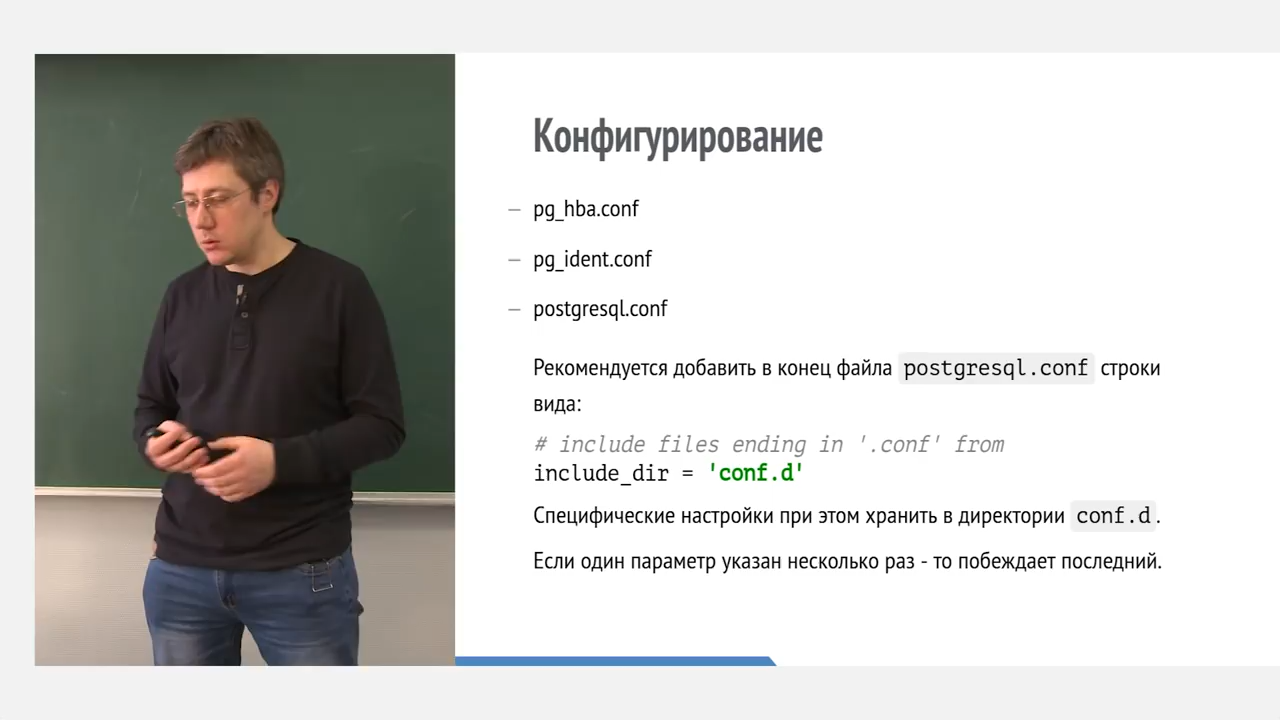 Конфигурирование
– pg_hba.conf
– pg_ident.conf
– postgresql.conf
Рекомендуется добавить в конец файла postgresql.conf строки
вида:
# include files ending in '.conf' from
include_dir = 'conf.d'
Специфические настройки при этом хранить в директории conf.d.
Если один параметр указан несколько раз - то побеждает последний.